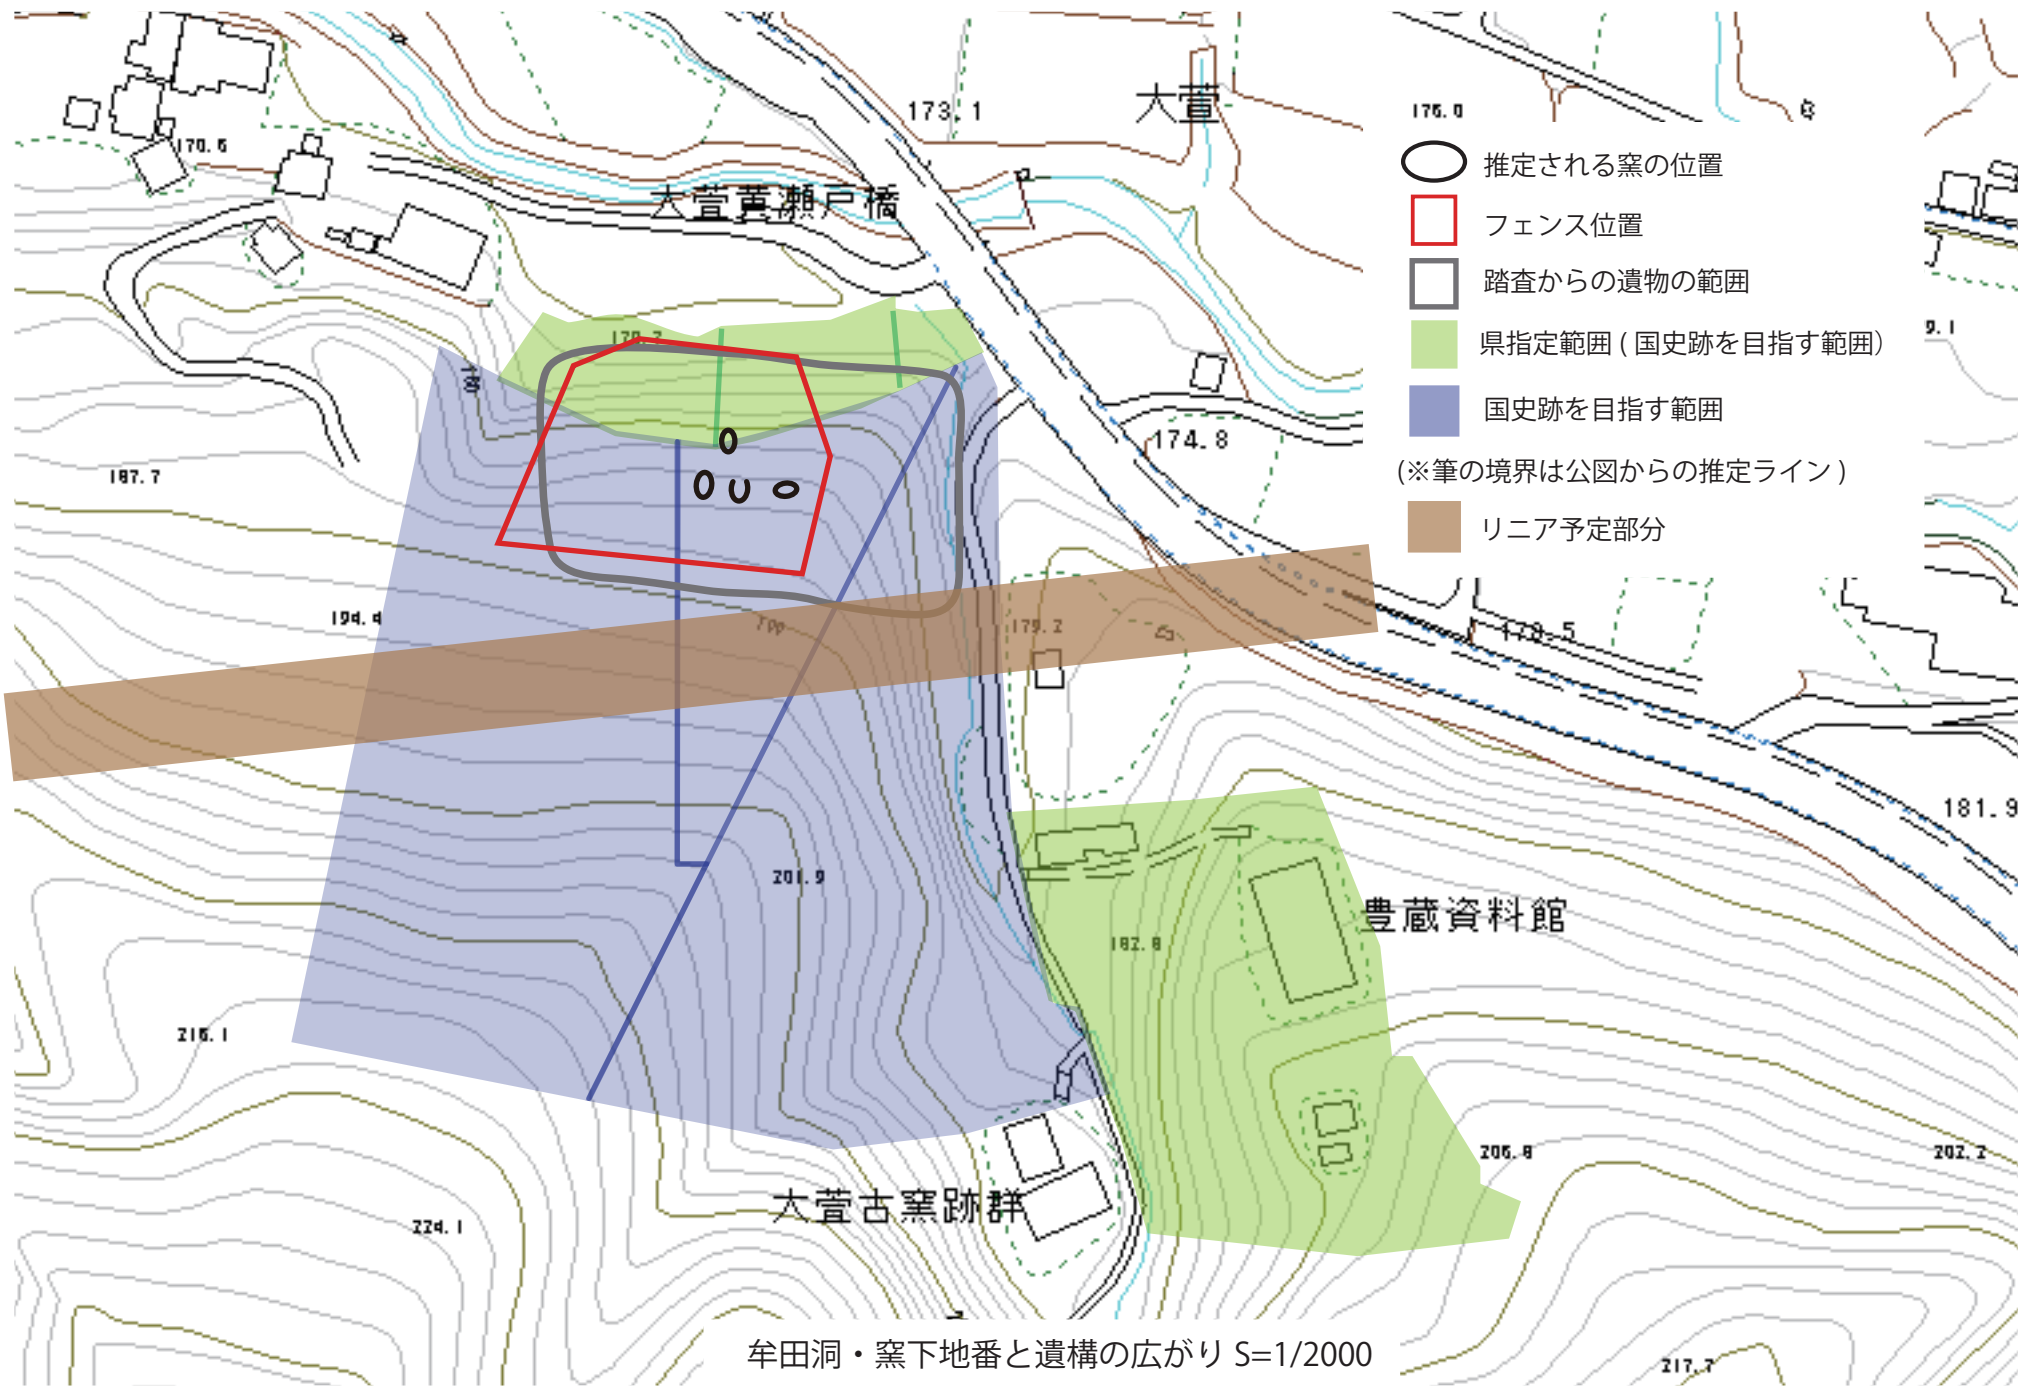 173.1
大萱
176.0
170.6
大萱黄瀬戸橋
推定される窯の位置
フェンス位置
踏査からの遺物の範囲
県指定範囲 ( 国史跡を目指す範囲）
国史跡を目指す範囲
(※筆の境界は公図からの推定ライン )
リニア予定部分
9.1
180
174.8
187.7
194.4
200
179.2
178.5
181.9
201.9
豊蔵資料館
182.8
216.1
206.8
202.2
大萱古窯跡群
224.1
牟田洞・窯下地番と遺構の広がり S=1/2000
217.7